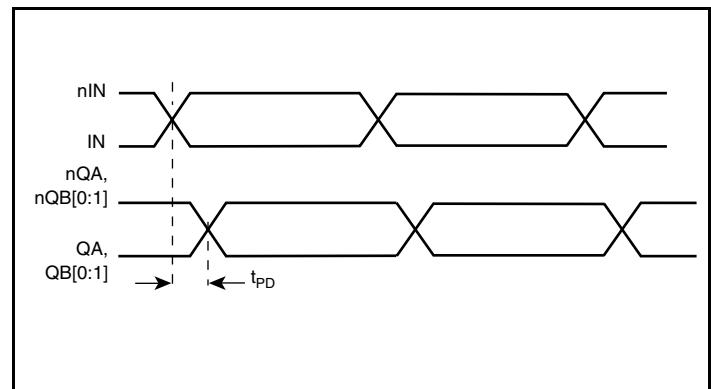 nIN
IN
nQA,
nQB[0:1]
QA,
QB[0:1]
tPD